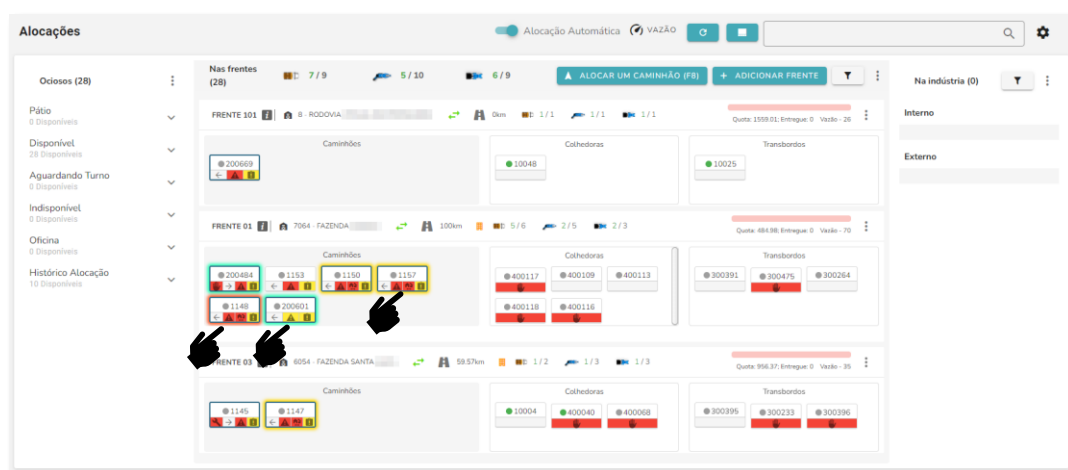 Alocações
Alocação Automática VAZÃO
Ociosos (28)
Pátio
0 Disponíveis
Disponível
28 Disponíveis
Aguardando Turno
0 Disponíveis
Indisponível
0 Disponíveis
Oficina
0 Disponíveis
Histórico Alocação
10 Disponíveis
Nas frentes
(28)
7/9 5/10 6/9 ALOCAR UM CAMINHÃO (F8) + ADICIONAR FRENTE
FRENTE 101 8 - RODOVIA 0km 1/1 1/1 1/1 Quota: 1559.01; Entregue: 0 Vazão - 26
Caminhões Colhedoras Transbordos
200669 10048 10025
FRENTE 01 7064 - FAZENDA 100km 5/6 2/5 2/3 Quota: 484.98; Entregue: 0 Vazão - 70
Caminhões Colhedoras Transbordos
200484 1153 1150 1157 400117 400109 400113 300391 300475 300264
1148 200601 400118 400116
FRENTE 03 6054 - FAZENDA SANTA 59.57km 1/2 1/3 1/3 Quota: 956.37; Entregue: 0 Vazão - 35
Caminhões Colhedoras Transbordos
1145 1147 10004 400040 400068 300395 300233 300396
Na indústria (0)
Interno
Externo